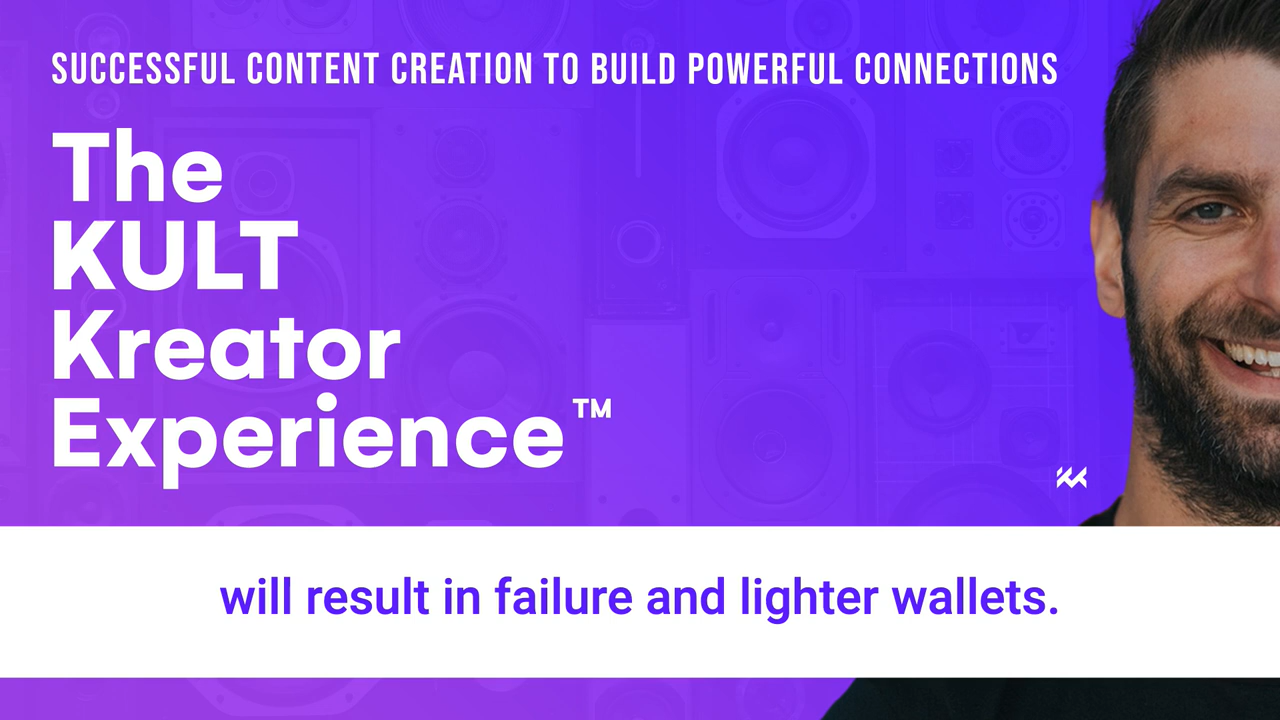 SUCCESSFUL CONTENT CREATION TO BUILD POWERFUL CONNECTIONS
The
KULT
Kreator
Experience™
will result in failure and lighter wallets.